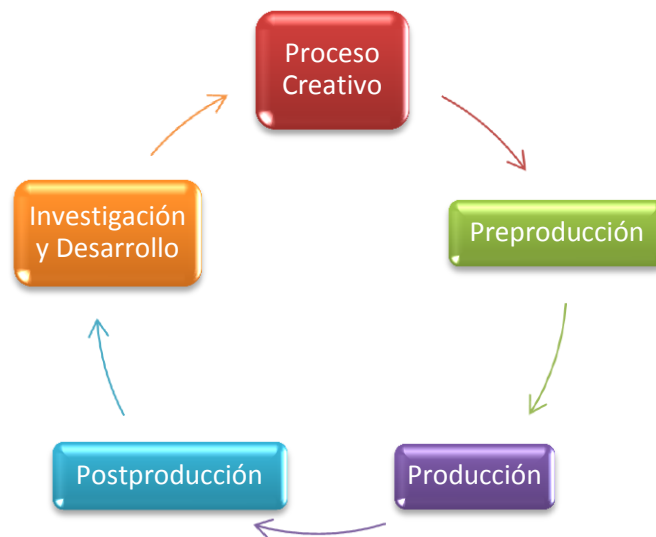 Proceso
Creativo
Preproducción
Producción
Postproducción
Investigación
y Desarrollo